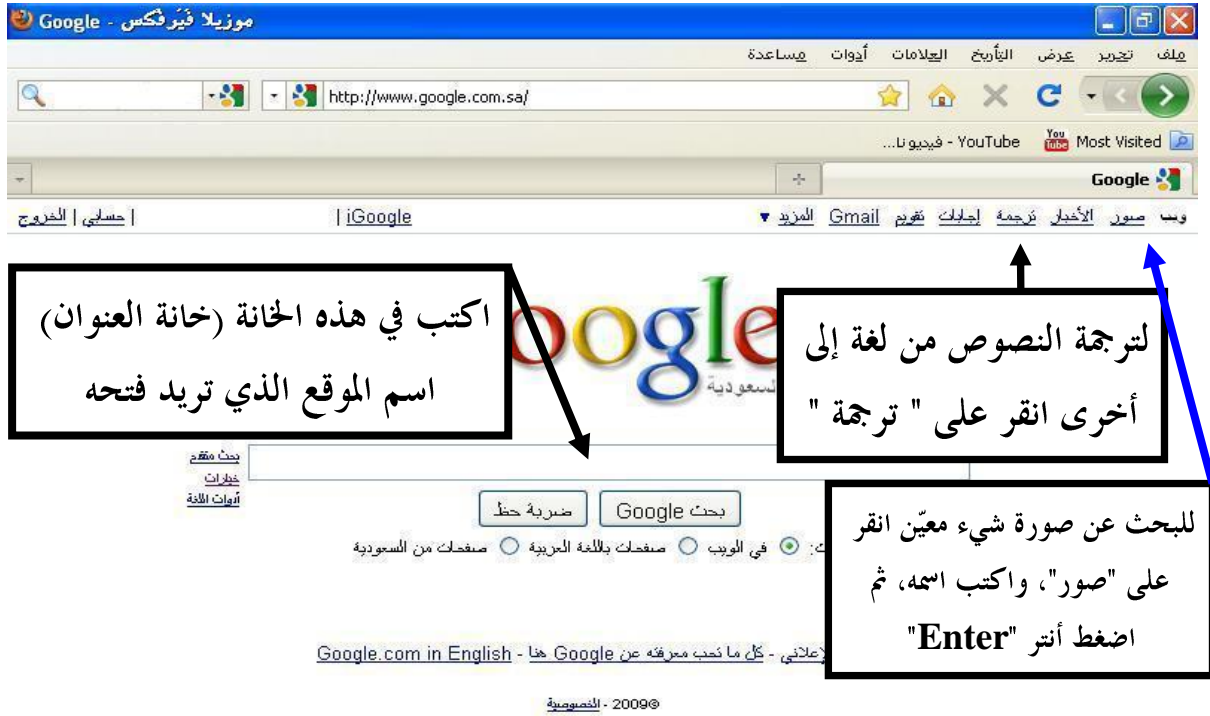 موزيلا فَيَرفُكس - Google
ملف تحرير عرض التأريخ العلامات أدوات مساعدة
http://www.google.com.sa/
Most Visited YouTube - فيديو نا...
Google
ويب صور الأخبار ترجمة إجابات تقويم Gmail المزيد ▼
iGoogle |
| حسابي | الخروج
اكتب في هذه الخانة (خانة العنوان)
اسم الموقع الذي تريد فتحه
oogle
السعودية
لترجمة النصوص من لغة إلى
أخرى انقر على " ترجمة "
بحث متقدم
خيارات
أدوات اللغة
بحث Google
ضربة حظ
في الويب صفحات باللغة العربية صفحات من السعودية
للبحث عن صورة شيء معيّن انقر
على "صور"، واكتب اسمه، ثم
اضغط أنتر "Enter"
كل ما تحب معرفته عن Google هنا - Google.com in English
©2009 - الخصوصية